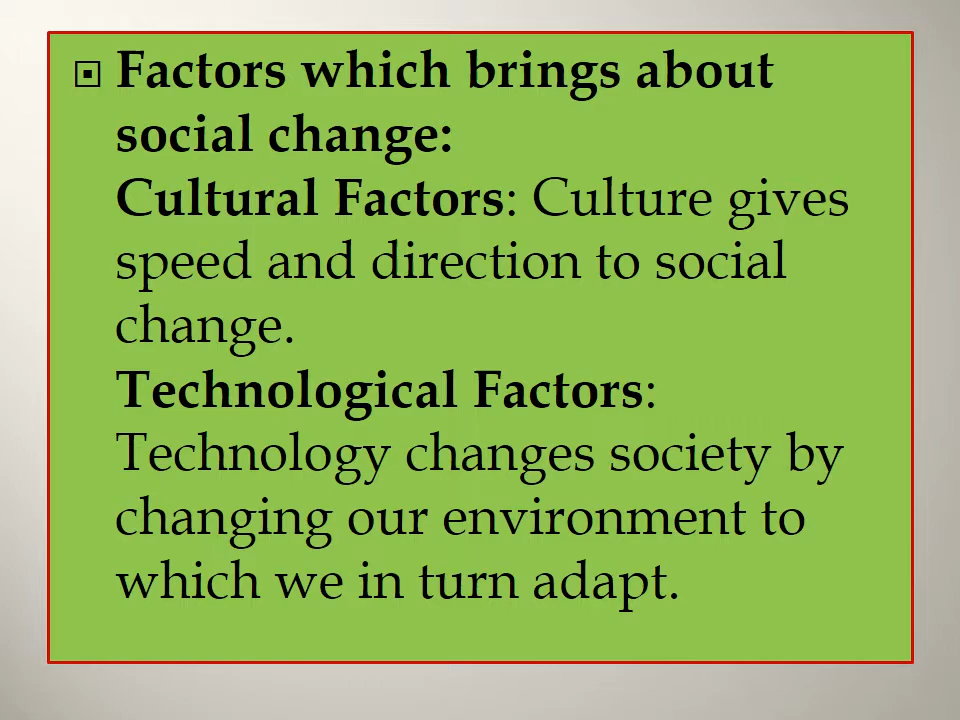 Factors which brings about
social change:
Cultural Factors: Culture gives
speed and direction to social
change.
Technological Factors:
Technology changes society by
changing our environment to
which we in turn adapt.